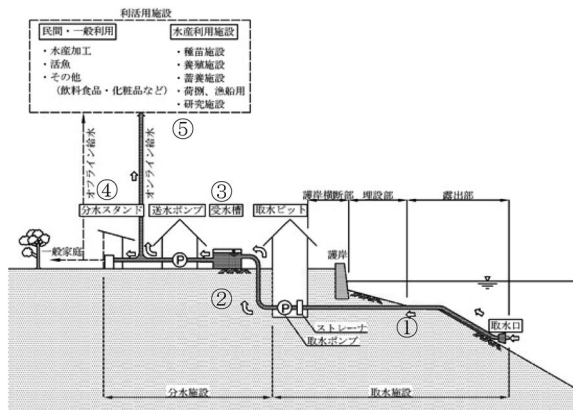 利活用施設
民間・一般利用
・水産加工
・活魚
・その他
(飲料食品・化粧品など)
水産利用施設
・種苗施設
・養殖施設
・蓄養施設
・荷捌、漁船用
・研究施設
⑤
オフライン給水
オンライン給水
④
③
分水スタンド
送水ポンプ
受水槽
取水ピット
護岸横断部
埋設部
露出部
一般家庭
護岸
P
②
P
①
取水口
ストレーナ
取水ポンプ
分水施設
取水施設